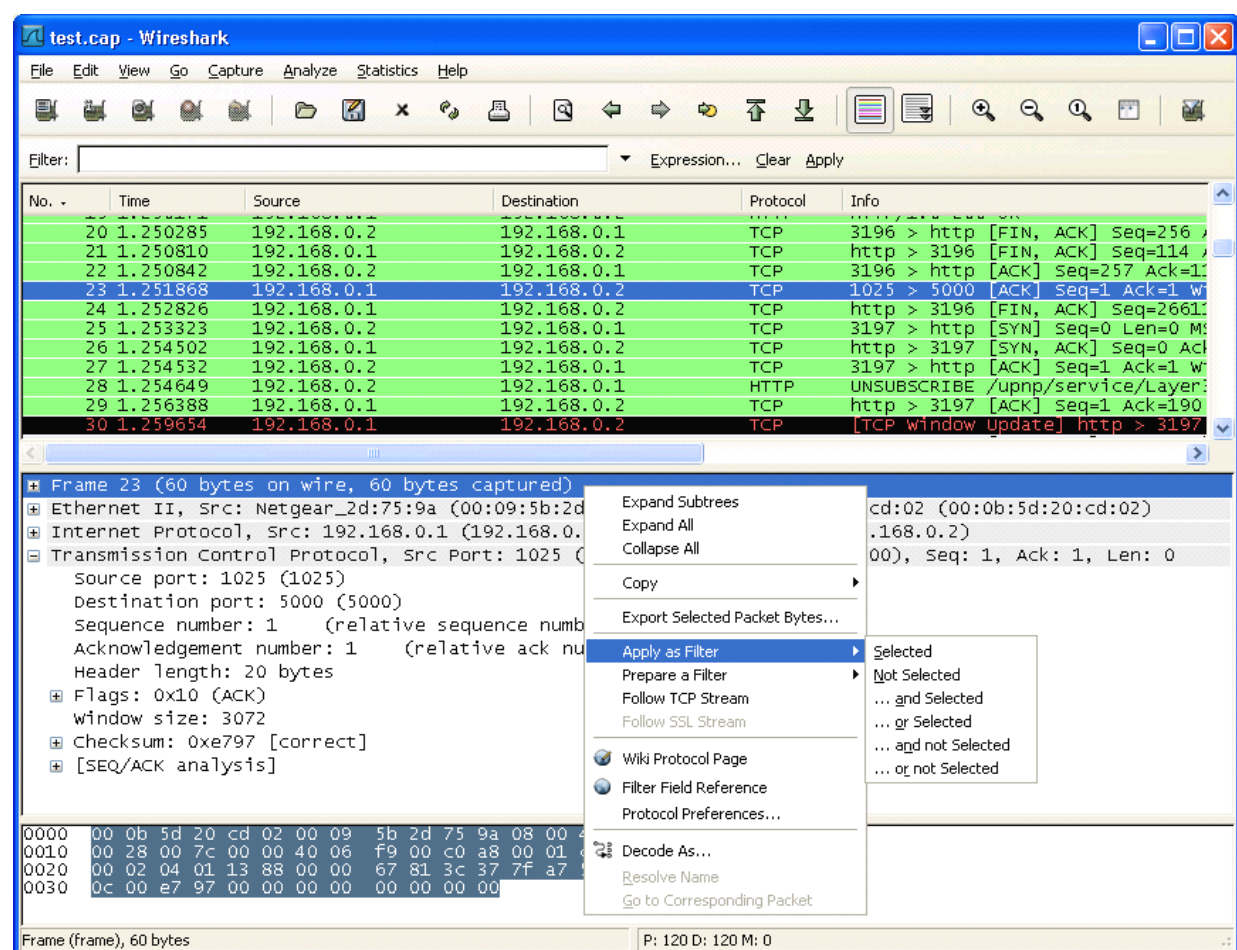 test.cap - Wireshark
File Edit View Go Capture Analyze Statistics Help
Filter: Expression... Clear Apply
No. Time Source Destination Protocol Info
20 1.250285 192.168.0.2 192.168.0.1 TCP 3196 > http [FIN, ACK] Seq=256
21 1.250810 192.168.0.1 192.168.0.2 TCP http > 3196 [FIN, ACK] Seq=114
22 1.250842 192.168.0.2 192.168.0.1 TCP 3196 > http [ACK] Seq=257
23 1.251868 192.168.0.1 192.168.0.2 TCP 1025 > 5000 [ACK] Seq=1 Ack=1
24 1.252826 192.168.0.1 192.168.0.2 TCP http > 3196 [FIN, ACK]
25 1.253323 192.168.0.2 192.168.0.1 TCP 3197 > http [SYN] Seq=0 Len=0
26 1.254502 192.168.0.1 192.168.0.2 TCP http > 3197 [SYN, ACK] Seq=0
27 1.254532 192.168.0.2 192.168.0.1 TCP 3197 > http [ACK] Seq=1 Ack=1
28 1.254649 192.168.0.2 192.168.0.1 HTTP UNSUBSCRIBE
29 1.256388 192.168.0.1 192.168.0.2 TCP http > 3197 [ACK] Seq=1 Ack=190
30 1.259654 192.168.0.1 192.168.0.2 TCP [TCP Window Update] http > 3197
Frame 23 (60 bytes on wire, 60 bytes captured)
Ethernet II, Src: Netgear_2d:75:9a (00:09:5b:2d cd:02 (00:0b:5d:20:cd:02)
Internet Protocol, Src: 192.168.0.1 (192.168.0. .168.0.2)
Transmission Control Protocol, Src Port: 1025 ( 00), Seq: 1, Ack: 1, Len: 0
Source port: 1025 (1025)
Destination port: 5000 (5000)
Sequence number: 1 (relative sequence numb
Acknowledgement number: 1 (relative ack nu
Header length: 20 bytes
Flags: 0x10 (ACK)
Window size: 3072
Checksum: 0xe797 [correct]
[SEQ/ACK analysis]
Expand Subtrees
Expand All
Collapse All
Copy
Export Selected Packet Bytes...
Apply as Filter
Prepare a Filter
Follow TCP Stream
Follow SSL Stream
Wiki Protocol Page
Filter Field Reference
Protocol Preferences...
Decode As...
Resolve Name
Go to Corresponding Packet
Selected
Not Selected
... and Selected
... or Selected
... and not Selected
... or not Selected
0000 00 0b 5d 20 cd 02 00 09 5b 2d 75 9a 08 00
0010 00 28 00 7c 00 00 40 06 f9 00 c0 a8 00 01
0020 00 02 04 01 13 88 00 00 67 81 3c 37 7f a7
0030 0c 00 e7 97 00 00 00 00 00 00 00 00
Frame (frame), 60 bytes P: 120 D: 120 M: 0